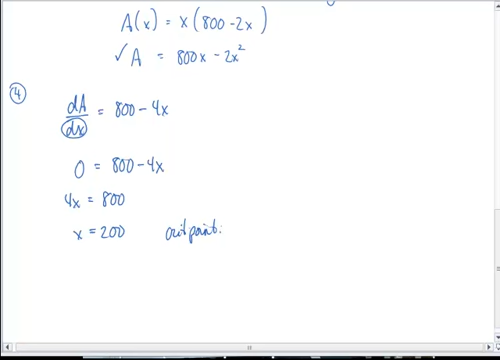 A(x) = x(800-2x)
✓ A = 800x - 2x²
④
dA/dx = 800 - 4x
0 = 800 - 4x
4x = 800
x = 200 crit point: